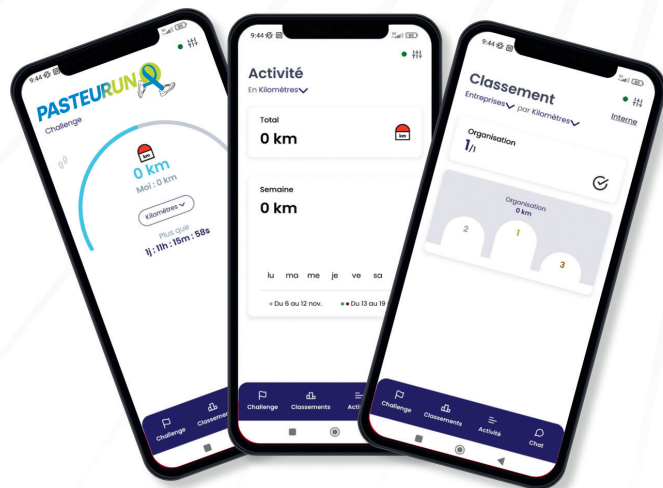 9:44
PASTEURUN
Challenge
km
0 km
Moi : 0 km
Kilomètres
Plus que
1j : 11h : 15m : 58s
Challenge
9:44
Activité
En Kilomètres
Total
0 km
km
Semaine
0 km
lu ma me je ve sa
Du 6 au 12 nov. Du 13 au 19
Challenge Classements
9:44
Classement
Entreprises par Kilomètres
Interne
Organisation
1/1
Organisation
0 km
2 1 3
Challenge Classements Activité Chat